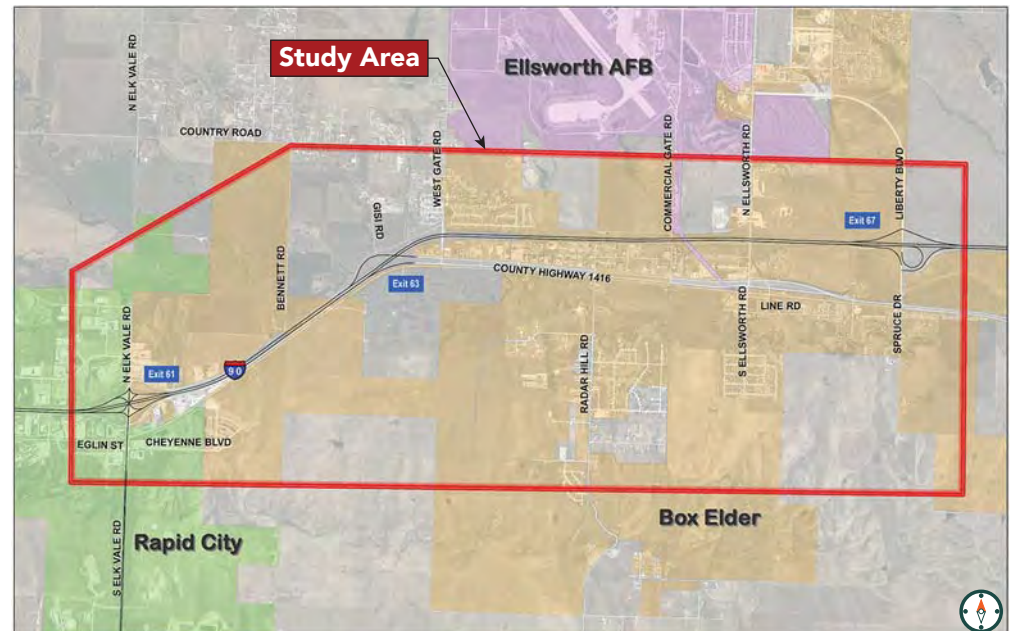 N ELK VALE RD
Study Area
Ellsworth AFB
COUNTRY ROAD
WEST GATE RD
COMMERCIAL GATE RD
N ELLSWORTH RD
LIBERTY BLVD
GISI RD
Exit 67
BENNETT RD
Exit 63
COUNTY HIGHWAY 1416
LINE RD
N ELK VALE RD
Exit 61
90
RADAR HILL RD
S ELLSWORTH RD
SPRUCE DR
EGLIN ST
CHEYENNE BLVD
S ELK VALE RD
Rapid City
Box Elder